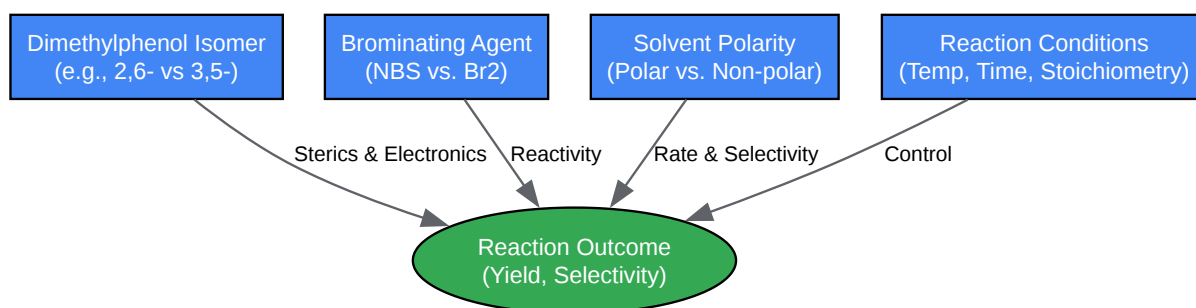 Dimethylphenol Isomer
(e.g., 2,6- vs 3,5-)
Brominating Agent
(NBS vs. Br2)
Solvent Polarity
(Polar vs. Non-polar)
Reaction Conditions
(Temp, Time, Stoichiometry)
Sterics & Electronics
Reactivity
Rate & Selectivity
Control
Reaction Outcome
(Yield, Selectivity)